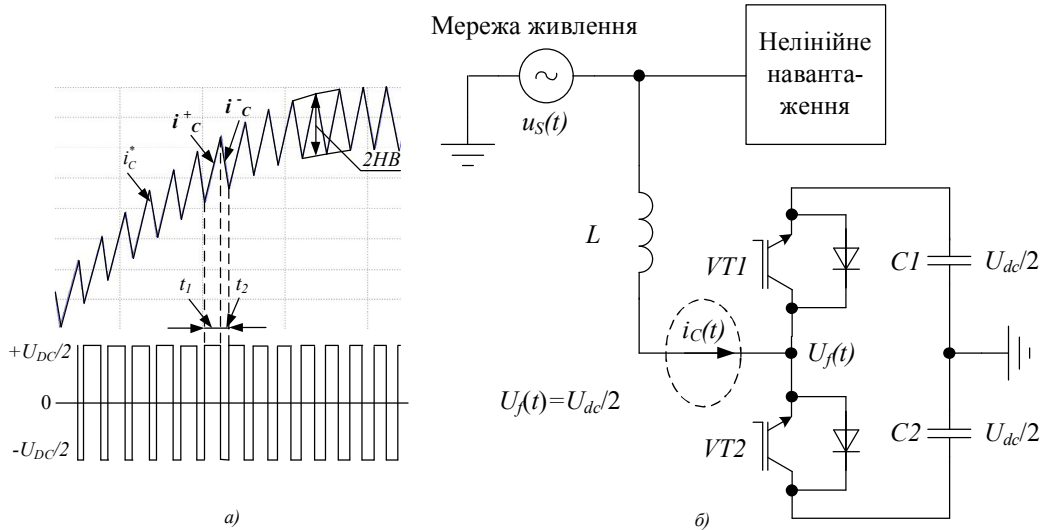 i⁺c
i⁻c
i*C
2HB
t1
t2
+UDC/2
0
-UDC/2
а)
Мережа живлення
uS(t)
Нелінійне
наванта-
ження
L
VT1
C1
Udc/2
iC(t)
Uf(t)
Uf(t)=Udc/2
VT2
C2
Udc/2
б)